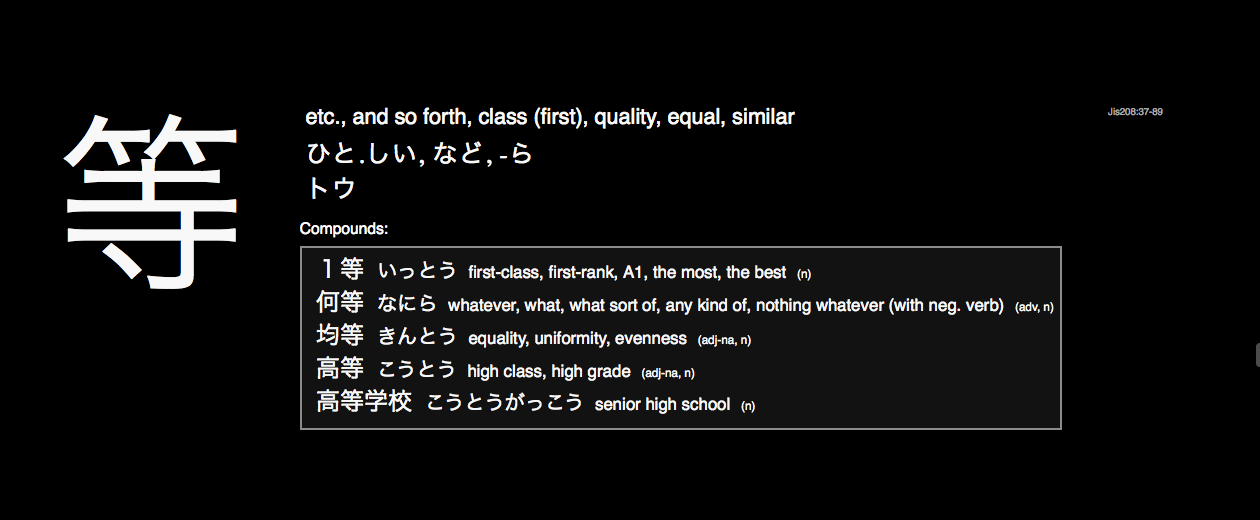 等
etc., and so forth, class (first), quality, equal, similar
Jis208:37-89
ひと.しい, など, -ら
トウ
Compounds:
１等 いっとう first-class, first-rank, A1, the most, the best (n)
何等 なにら whatever, what, what sort of, any kind of, nothing whatever (with neg. verb) (adv, n)
均等 きんとう equality, uniformity, evenness (adj-na, n)
高等 こうとう high class, high grade (adj-na, n)
高等学校 こうとうがっこう senior high school (n)